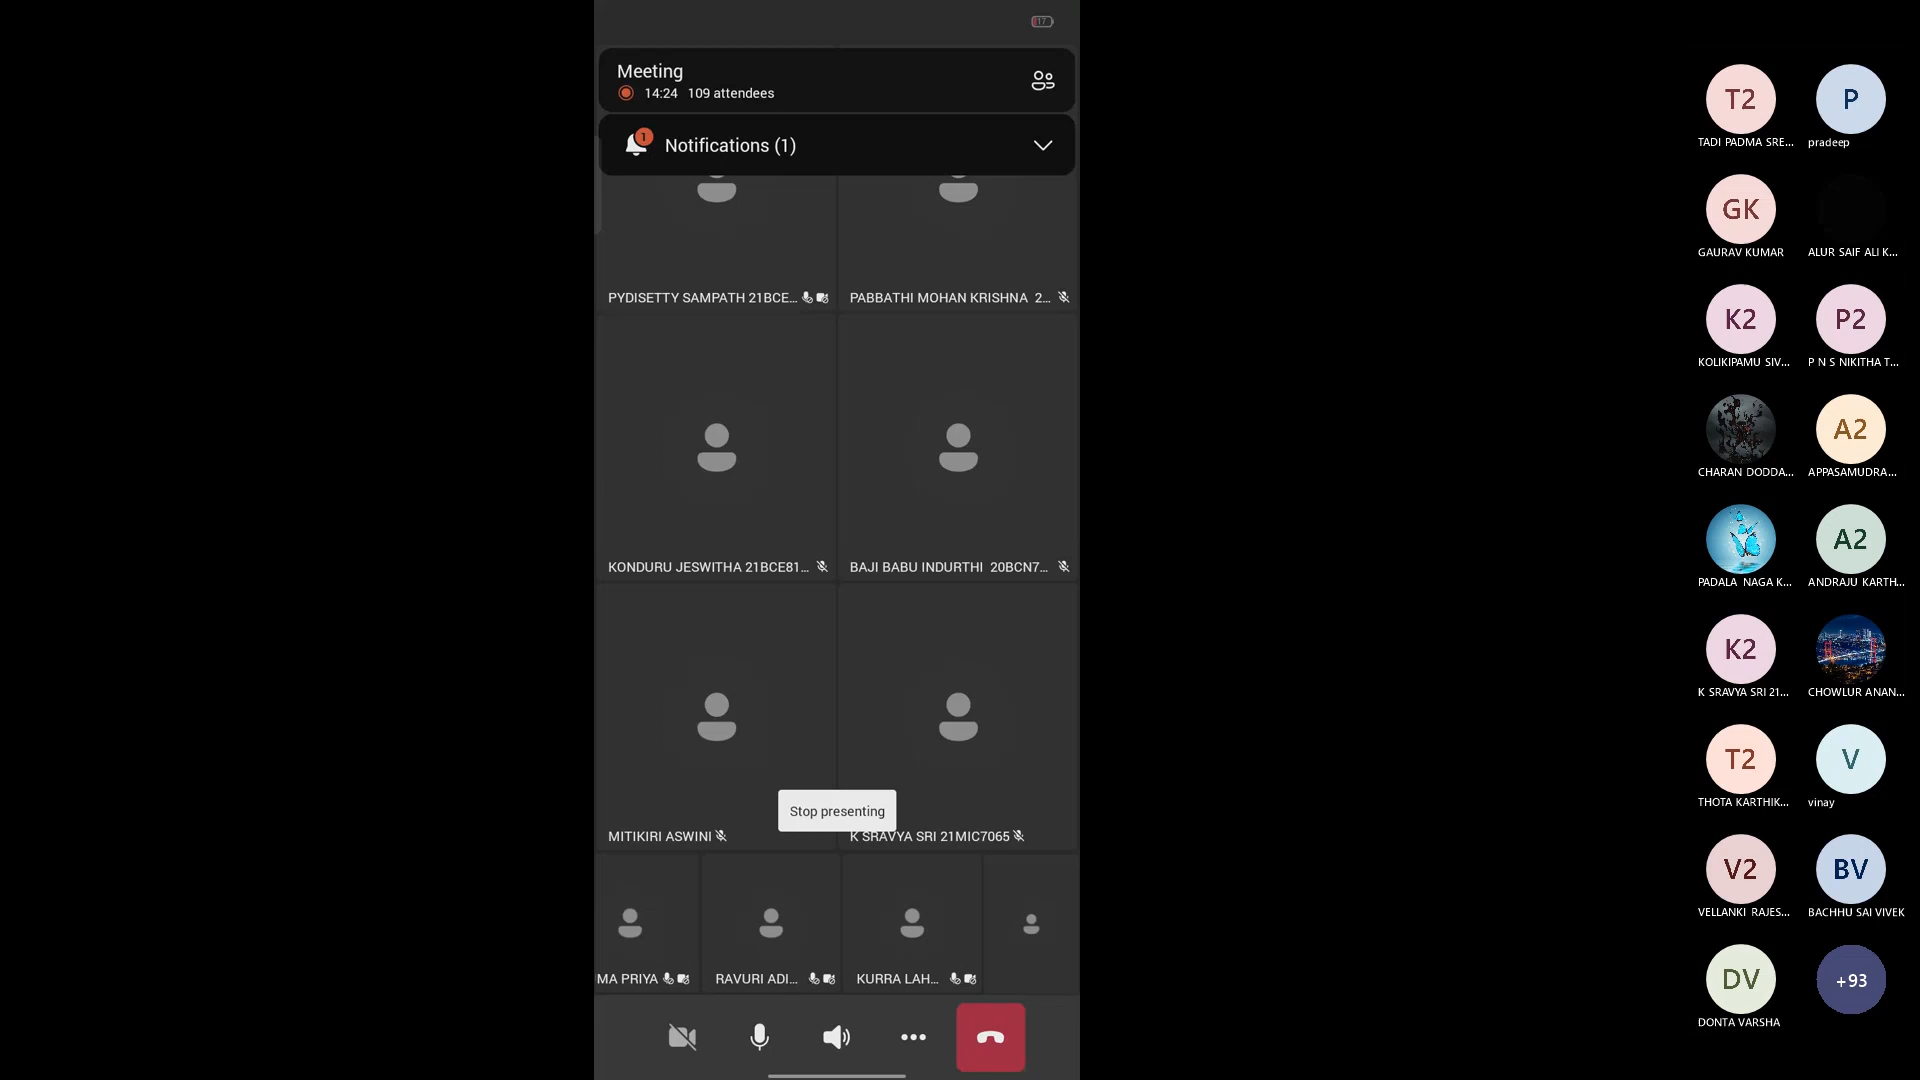 17
Meeting
14:24 109 attendees
1
Notifications (1)
PYDISETTY SAMPATH 21BCE...
PABBATHI MOHAN KRISHNA 2...
KONDURU JESWITHA 21BCE81...
BAJI BABU INDURTHI 20BCN7...
Stop presenting
MITIKIRI ASWINI
K SRAVYA SRI 21MIC7065
MA PRIYA
RAVURI ADI...
KURRA LAH...
T2
P
TADI PADMA SRE...
pradeep
GK
GAURAV KUMAR
ALUR SAIF ALI K...
K2
P2
KOLIKIPAMU SIV...
P N S NIKITHA T...
A2
CHARAN DODDA...
APPASAMUDRA...
A2
PADALA NAGA K...
ANDRAJU KARTH...
K2
K SRAVYA SRI 21...
CHOWLUR ANAN...
T2
V
THOTA KARTHIK...
vinay
V2
BV
VELLANKI RAJES...
BACHHU SAI VIVEK
DV
+93
DONTA VARSHA